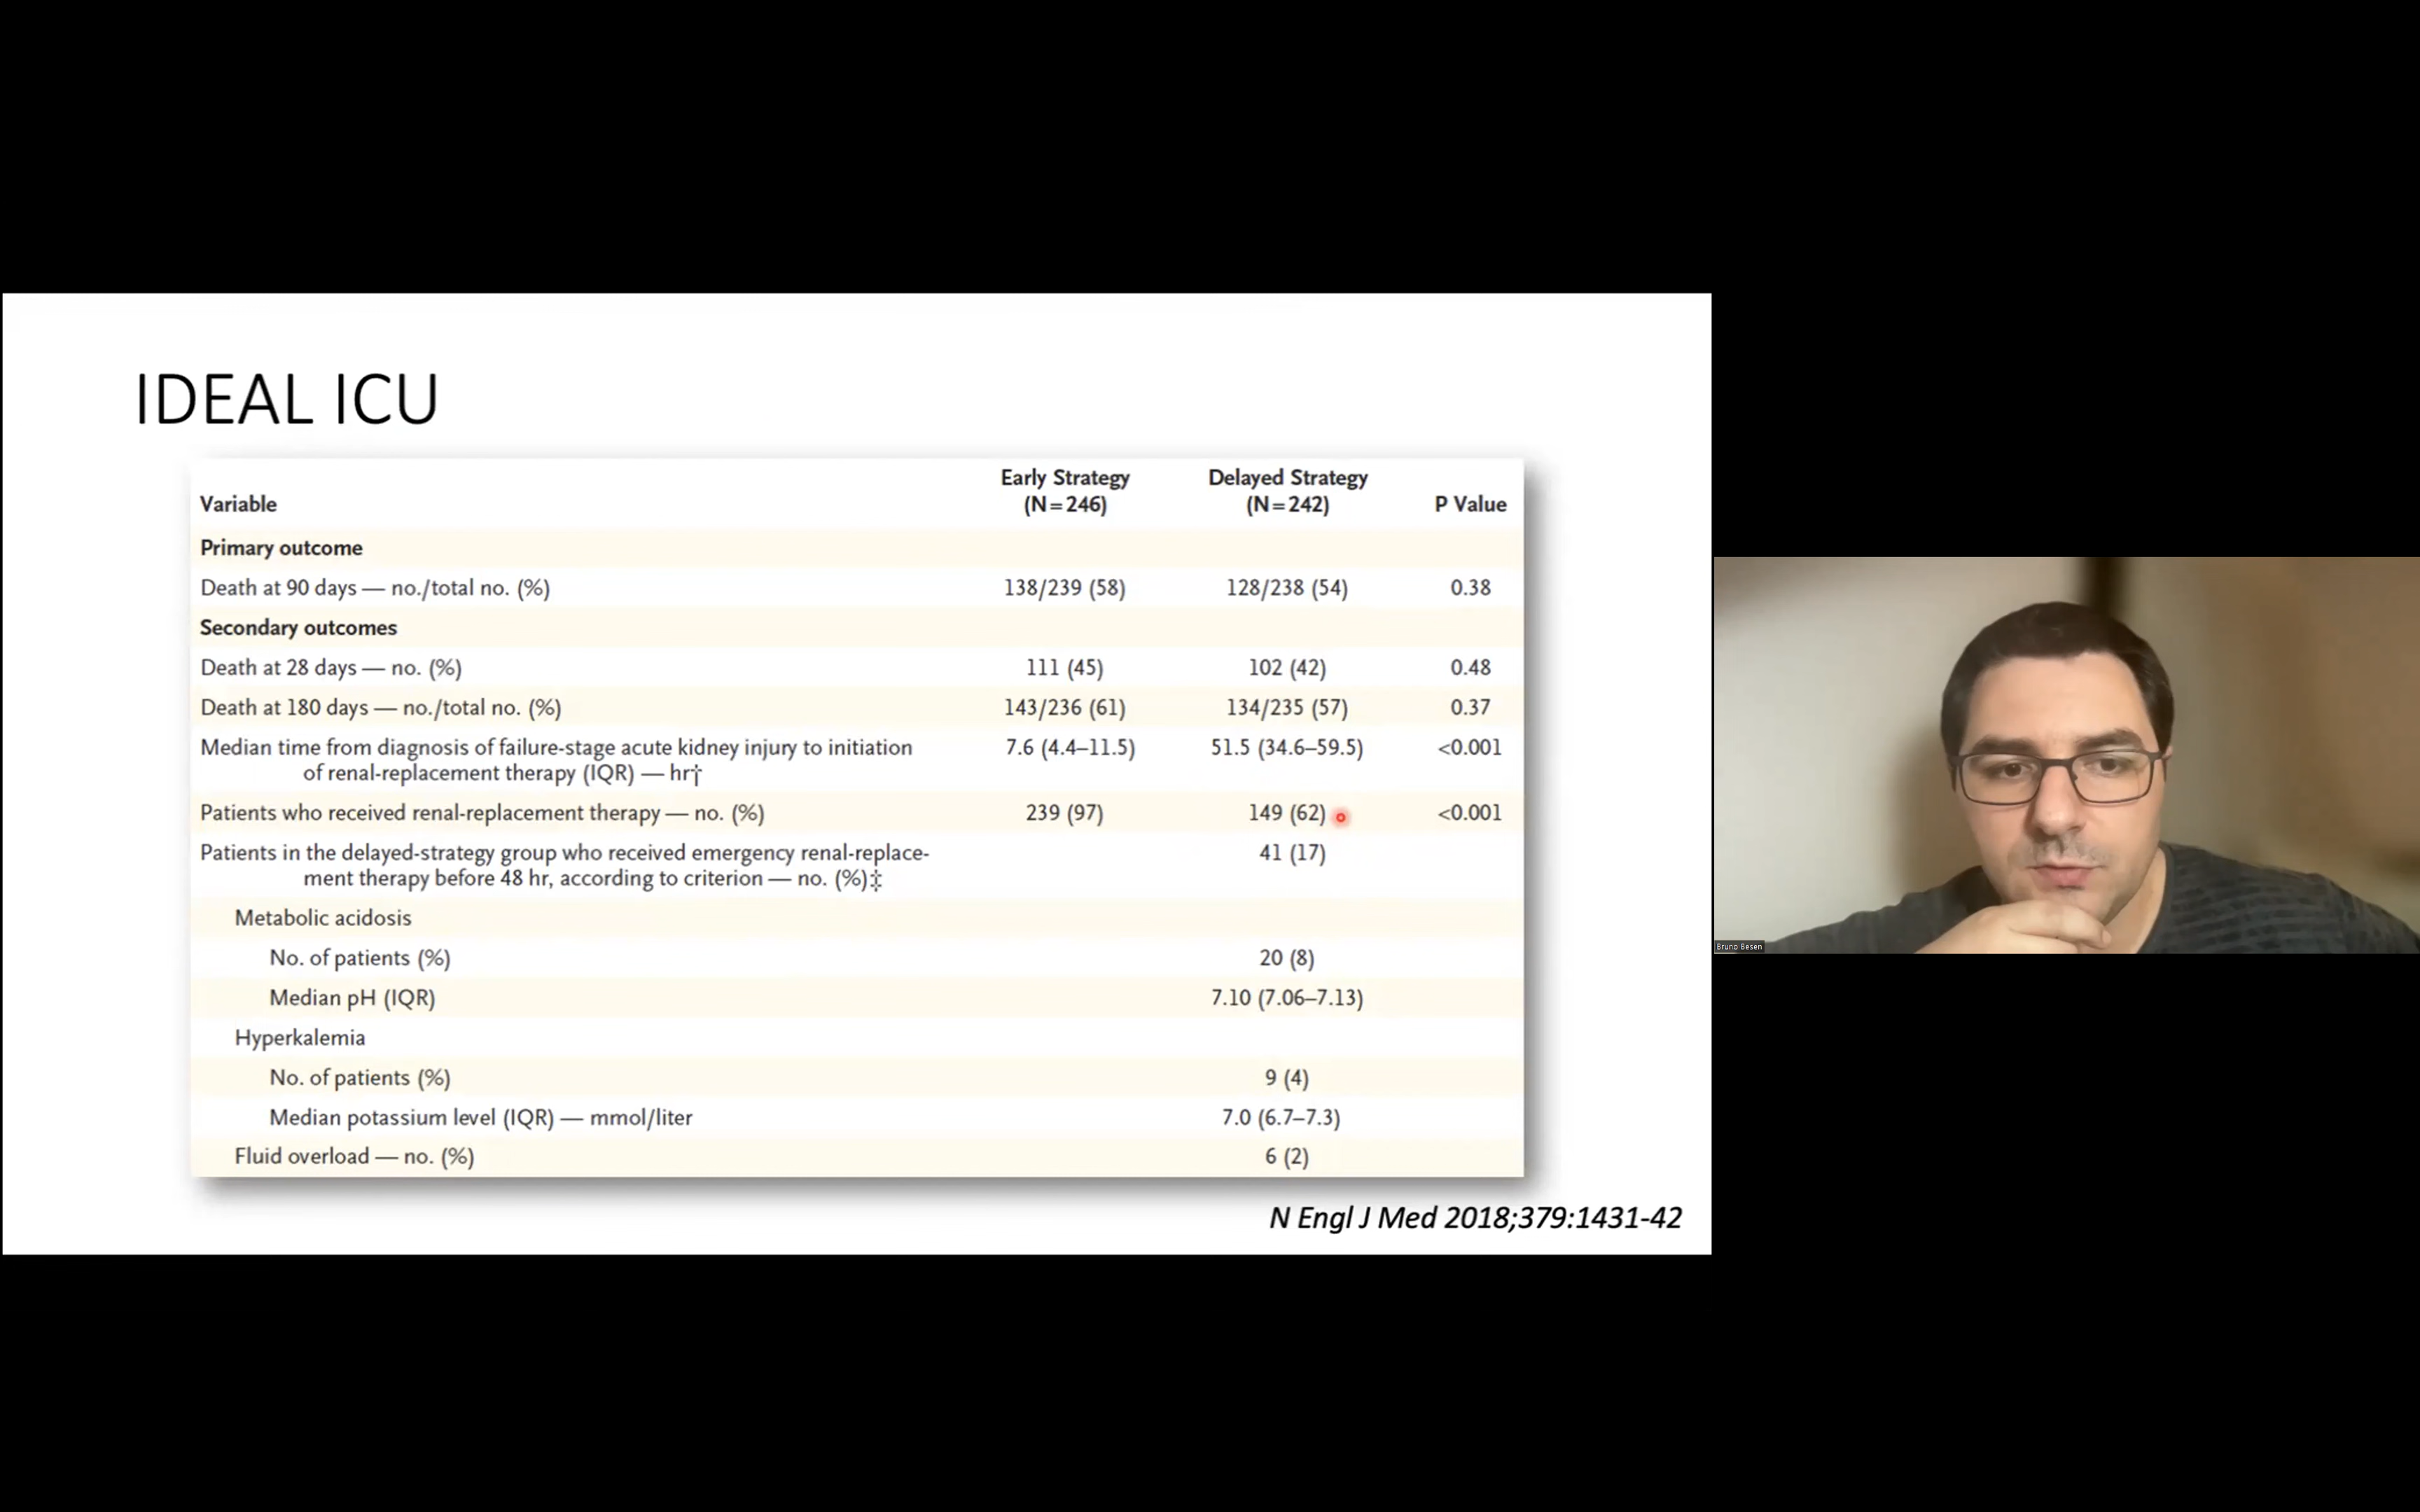 IDEAL ICU
Early Strategy Delayed Strategy
Variable (N=246) (N=242) P Value
Primary outcome
Death at 90 days — no./total no. (%) 138/239 (58) 128/238 (54) 0.38
Secondary outcomes
Death at 28 days — no. (%) 111 (45) 102 (42) 0.48
Death at 180 days — no./total no. (%) 143/236 (61) 134/235 (57) 0.37
Median time from diagnosis of failure-stage acute kidney injury to initiation 7.6 (4.4–11.5) 51.5 (34.6–59.5) <0.001
of renal-replacement therapy (IQR) — hr†
Patients who received renal-replacement therapy — no. (%) 239 (97) 149 (62) <0.001
Patients in the delayed-strategy group who received emergency renal-replace- 41 (17)
ment therapy before 48 hr, according to criterion — no. (%)‡
Metabolic acidosis
No. of patients (%) 20 (8)
Median pH (IQR) 7.10 (7.06–7.13)
Hyperkalemia
No. of patients (%) 9 (4)
Median potassium level (IQR) — mmol/liter 7.0 (6.7–7.3)
Fluid overload — no. (%) 6 (2)
N Engl J Med 2018;379:1431-42
Bruno Besen